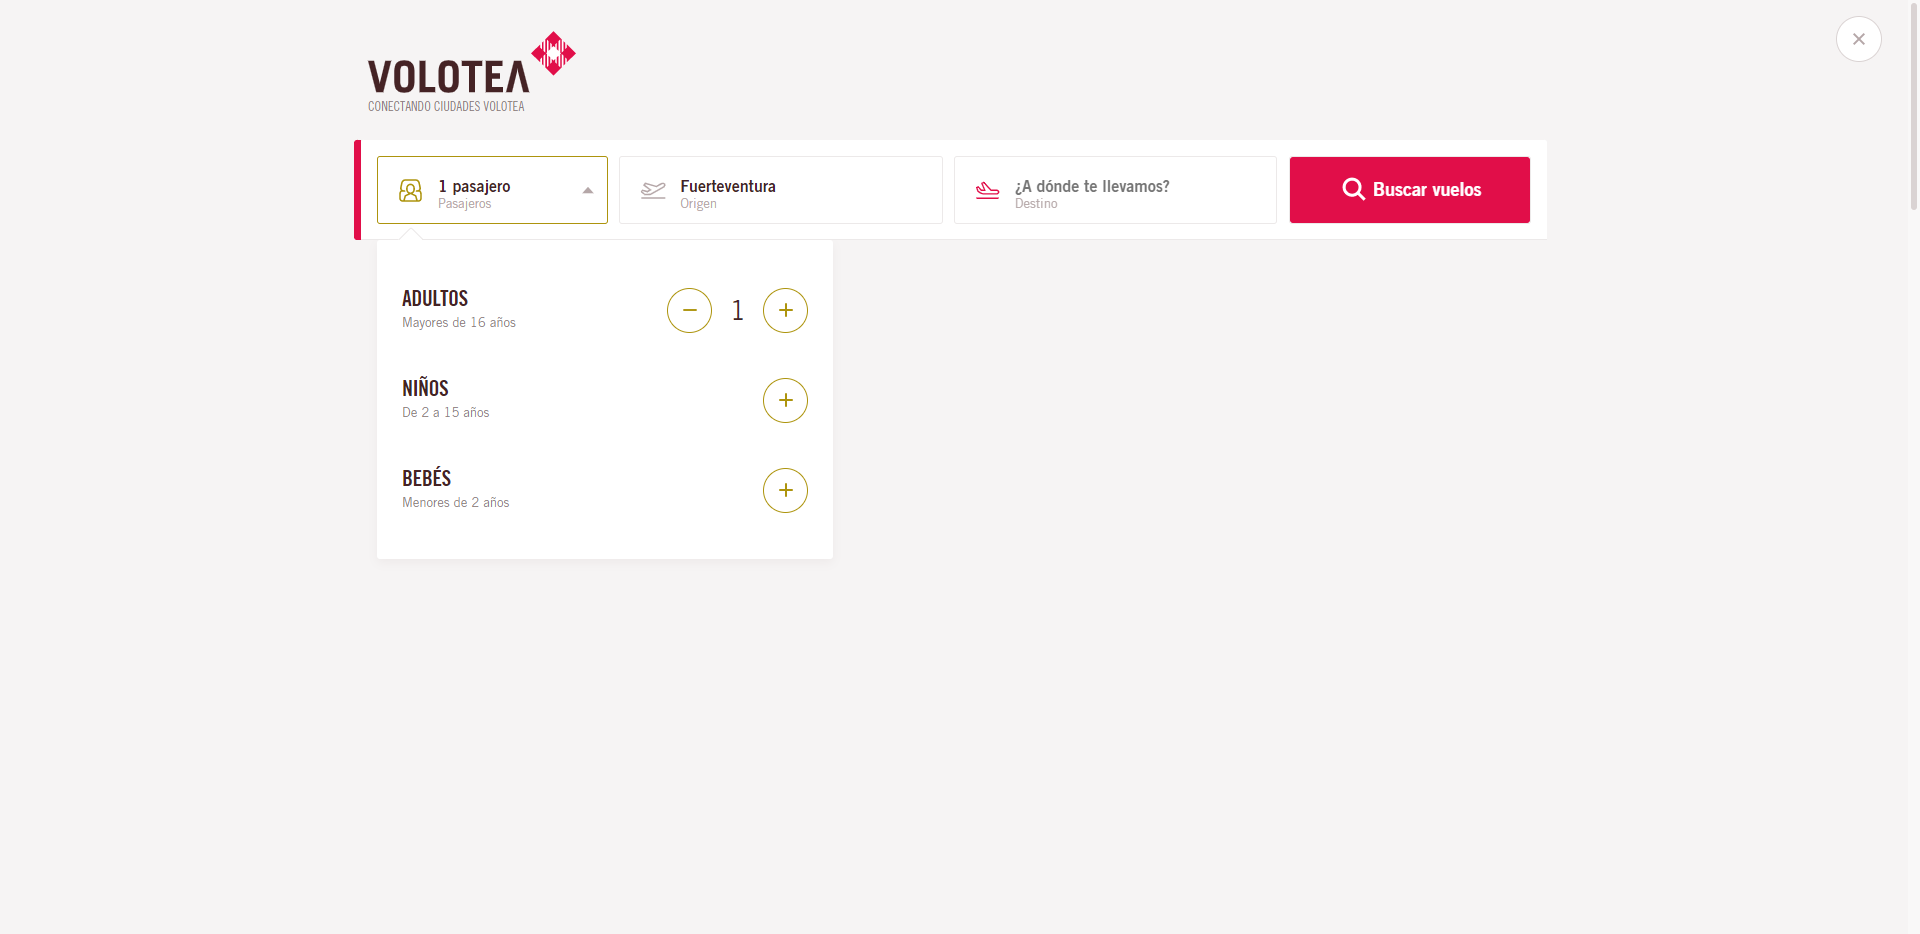 VOLOTEA
CONECTANDO CIUDADES VOLOTEA
1 pasajero
Pasajeros
Fuerteventura
Origen
¿A dónde te llevamos?
Destino
Buscar vuelos
ADULTOS
Mayores de 16 años
1
NIÑOS
De 2 a 15 años
BEBÉS
Menores de 2 años